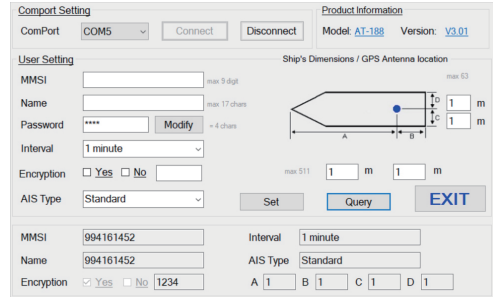 Comport Setting Product Information
ComPort COM5 Connect Disconnect Model: AT-188 Version: V3.01
User Setting Ship's Dimensions / GPS Antenna location
MMSI max 9 digit max 63
Name max 17 chars D 1 m
Password **** Modify = 4 chars C 1 m
A B
Interval 1 minute
Encryption Yes No max 511 1 m 1 m
AIS Type Standard Set Query EXIT
MMSI 994161452 Interval 1 minute
Name 994161452 AIS Type Standard
Encryption Yes No 1234 A 1 B 1 C 1 D 1